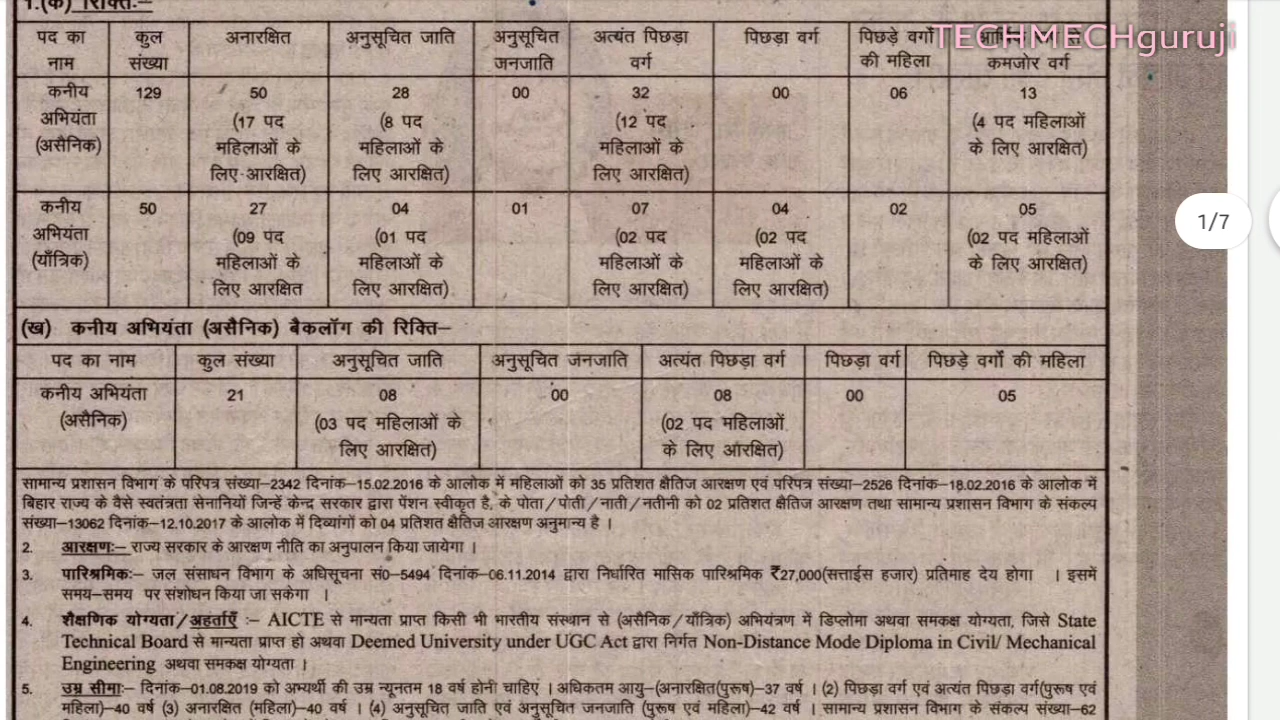 1.(क) रिक्तिः–
TECHMECHguruji
पद का नाम कुल संख्या अनारक्षित अनुसूचित जाति अनुसूचित जनजाति अत्यंत पिछड़ा वर्ग पिछड़ा वर्ग पिछड़े वर्गों की महिला कमजोर वर्ग
कनीय अभियंता (असैनिक) 129 50 (17 पद महिलाओं के लिए आरक्षित) 28 (8 पद महिलाओं के लिए आरक्षित) 00 32 (12 पद महिलाओं के लिए आरक्षित) 00 06 13 (4 पद महिलाओं के लिए आरक्षित)
कनीय अभियंता (याँत्रिक) 50 27 (09 पद महिलाओं के लिए आरक्षित 04 (01 पद महिलाओं के लिए आरक्षित) 01 07 (02 पद महिलाओं के लिए आरक्षित) 04 (02 पद महिलाओं के लिए आरक्षित) 02 05 (02 पद महिलाओं के लिए आरक्षित)
1/7
(ख) कनीय अभियंता (असैनिक) बैकलॉग की रिक्ति–
पद का नाम कुल संख्या अनुसूचित जाति अनुसूचित जनजाति अत्यंत पिछड़ा वर्ग पिछड़ा वर्ग पिछड़े वर्गों की महिला
कनीय अभियंता (असैनिक) 21 08 (03 पद महिलाओं के लिए आरक्षित) 00 08 (02 पद महिलाओं के लिए आरक्षित) 00 05
सामान्य प्रशासन विभाग के परिपत्र संख्या–2342 दिनांक–15.02.2016 के आलोक में महिलाओं को 35 प्रतिशत क्षैतिज आरक्षण एवं परिपत्र संख्या–2526 दिनांक–18.02.2016 के आलोक में
बिहार राज्य के वैसे स्वतंत्रता सेनानियों जिन्हें केन्द्र सरकार द्वारा पेंशन स्वीकृत है, के पोता/पोती/नाती/नतीनी को 02 प्रतिशत क्षैतिज आरक्षण तथा सामान्य प्रशासन विभाग के संकल्प
संख्या–13062 दिनांक–12.10.2017 के आलोक में दिव्यांगों को 04 प्रतिशत क्षैतिज आरक्षण अनुमान्य है ।
2. आरक्षणः– राज्य सरकार के आरक्षण नीति का अनुपालन किया जायेगा ।
3. पारिश्रमिकः– जल संसाधन विभाग के अधिसूचना सं0–5494 दिनांक–06.11.2014 द्वारा निर्धारित मासिक पारिश्रमिक ₹27,000(सत्ताईस हजार) प्रतिमाह देय होगा । इसमें
समय–समय पर संशोधन किया जा सकेगा ।
4. शैक्षणिक योग्यता/अहर्ताएँ :– AICTE से मान्यता प्राप्त किसी भी भारतीय संस्थान से (असैनिक/याँत्रिक) अभियंत्रण में डिप्लोमा अथवा समकक्ष योग्यता, जिसे State
Technical Board से मान्यता प्राप्त हो अथवा Deemed University under UGC Act द्वारा निर्गत Non-Distance Mode Diploma in Civil/ Mechanical
Engineering अथवा समकक्ष योग्यता ।
5. उम्र सीमाः– दिनांक–01.08.2019 को अभ्यर्थी की उम्र न्यूनतम 18 वर्ष होनी चाहिए । अधिकतम आयु–(अनारक्षित(पुरूष)–37 वर्ष । (2) पिछड़ा वर्ग एवं अत्यंत पिछड़ा वर्ग(पुरूष एवं
महिला)–40 वर्ष (3) अनारक्षित (महिला)–40 वर्ष । (4) अनुसूचित जाति एवं अनुसूचित जनजाति (पुरूष एवं महिला)–42 वर्ष । सामान्य प्रशासन विभाग के संकल्प संख्या–62